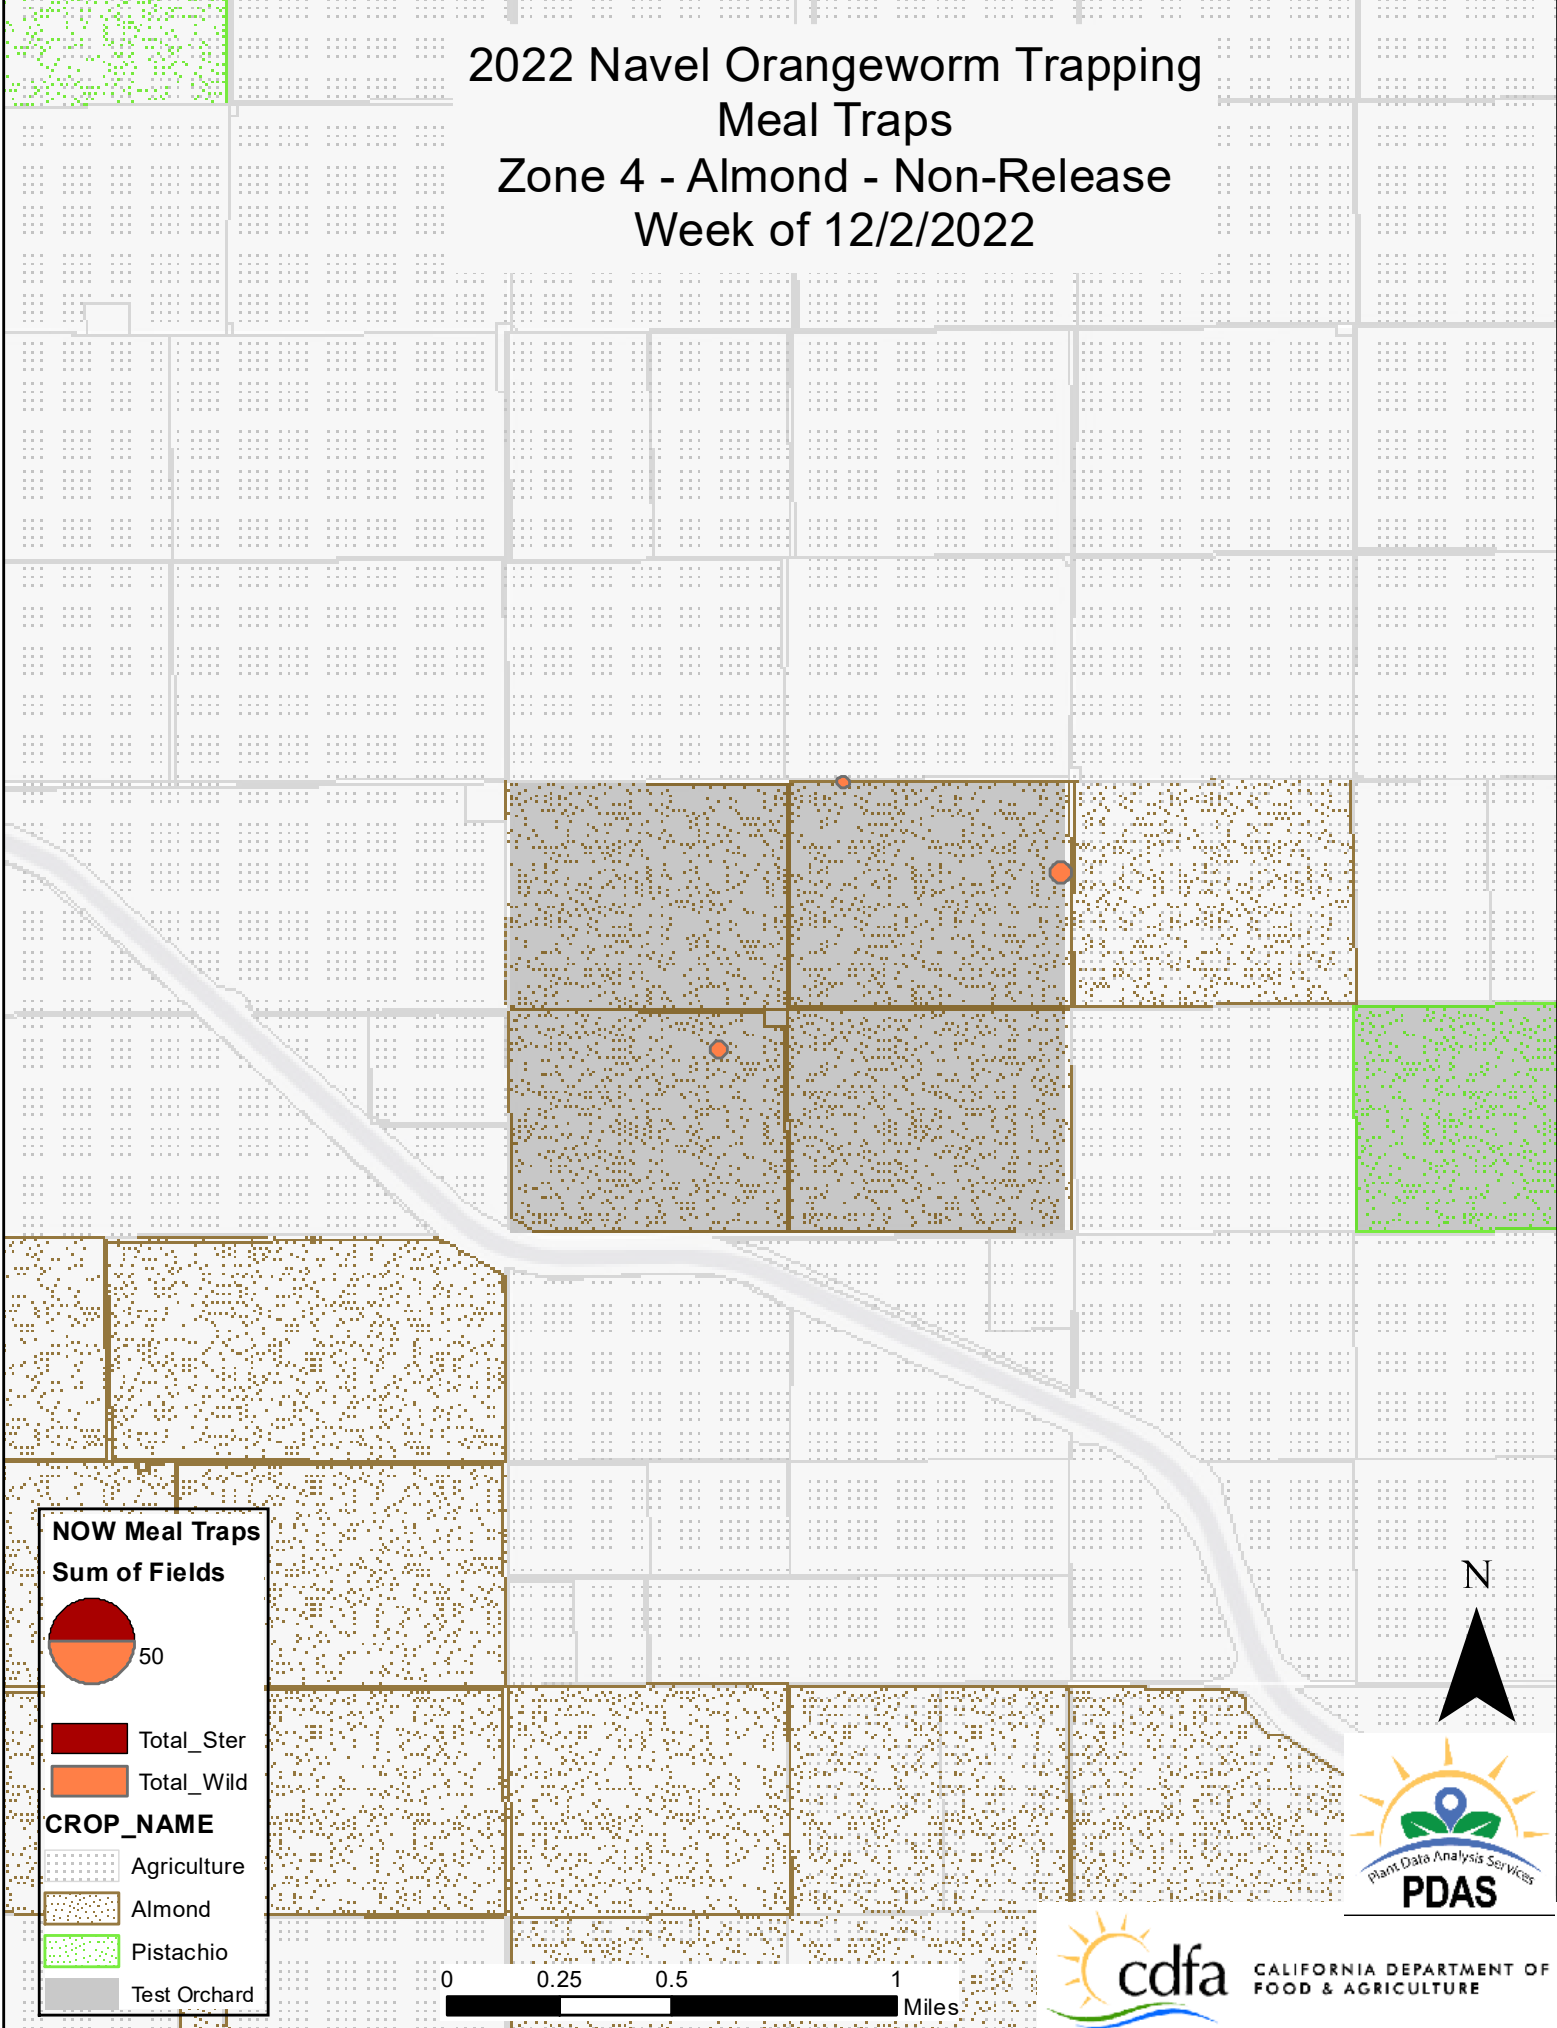 2022 Navel Orangeworm Trapping
Meal Traps
Zone 4 - Almond - Non-Release
Week of 12/2/2022
NOW Meal Traps
Sum of Fields
50
Total_Ster
Total_Wild
CROP_NAME
Agriculture
Almond
Pistachio
Test Orchard
0 0.25 0.5 1
Miles
N
Plant Data Analysis Services
PDAS
cdfa
CALIFORNIA DEPARTMENT OF
FOOD & AGRICULTURE